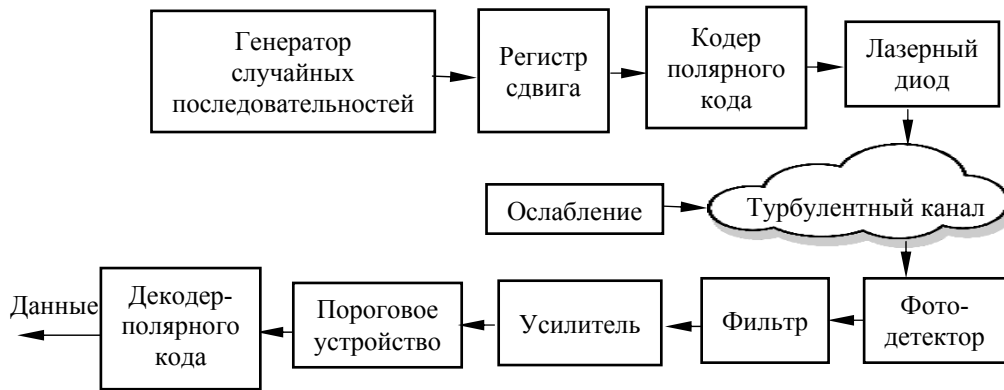 Генератор
случайных
последовательностей
Регистр
сдвига
Кодер
полярного
кода
Лазерный
диод
Ослабление
Турбулентный канал
Данные
Декодер-
полярного
кода
Пороговое
устройство
Усилитель
Фильтр
Фото-
детектор